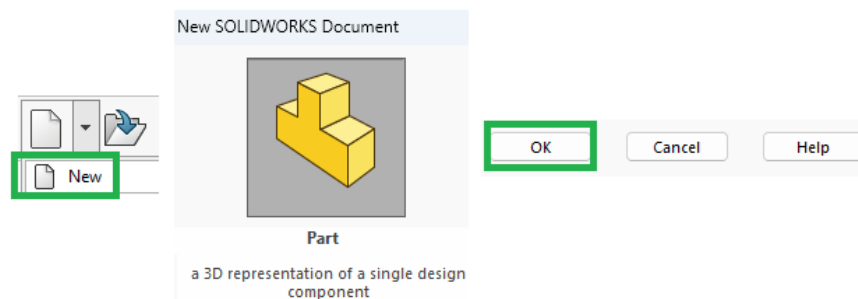 New SOLIDWORKS Document
New
Part
a 3D representation of a single design
component
OK
Cancel
Help